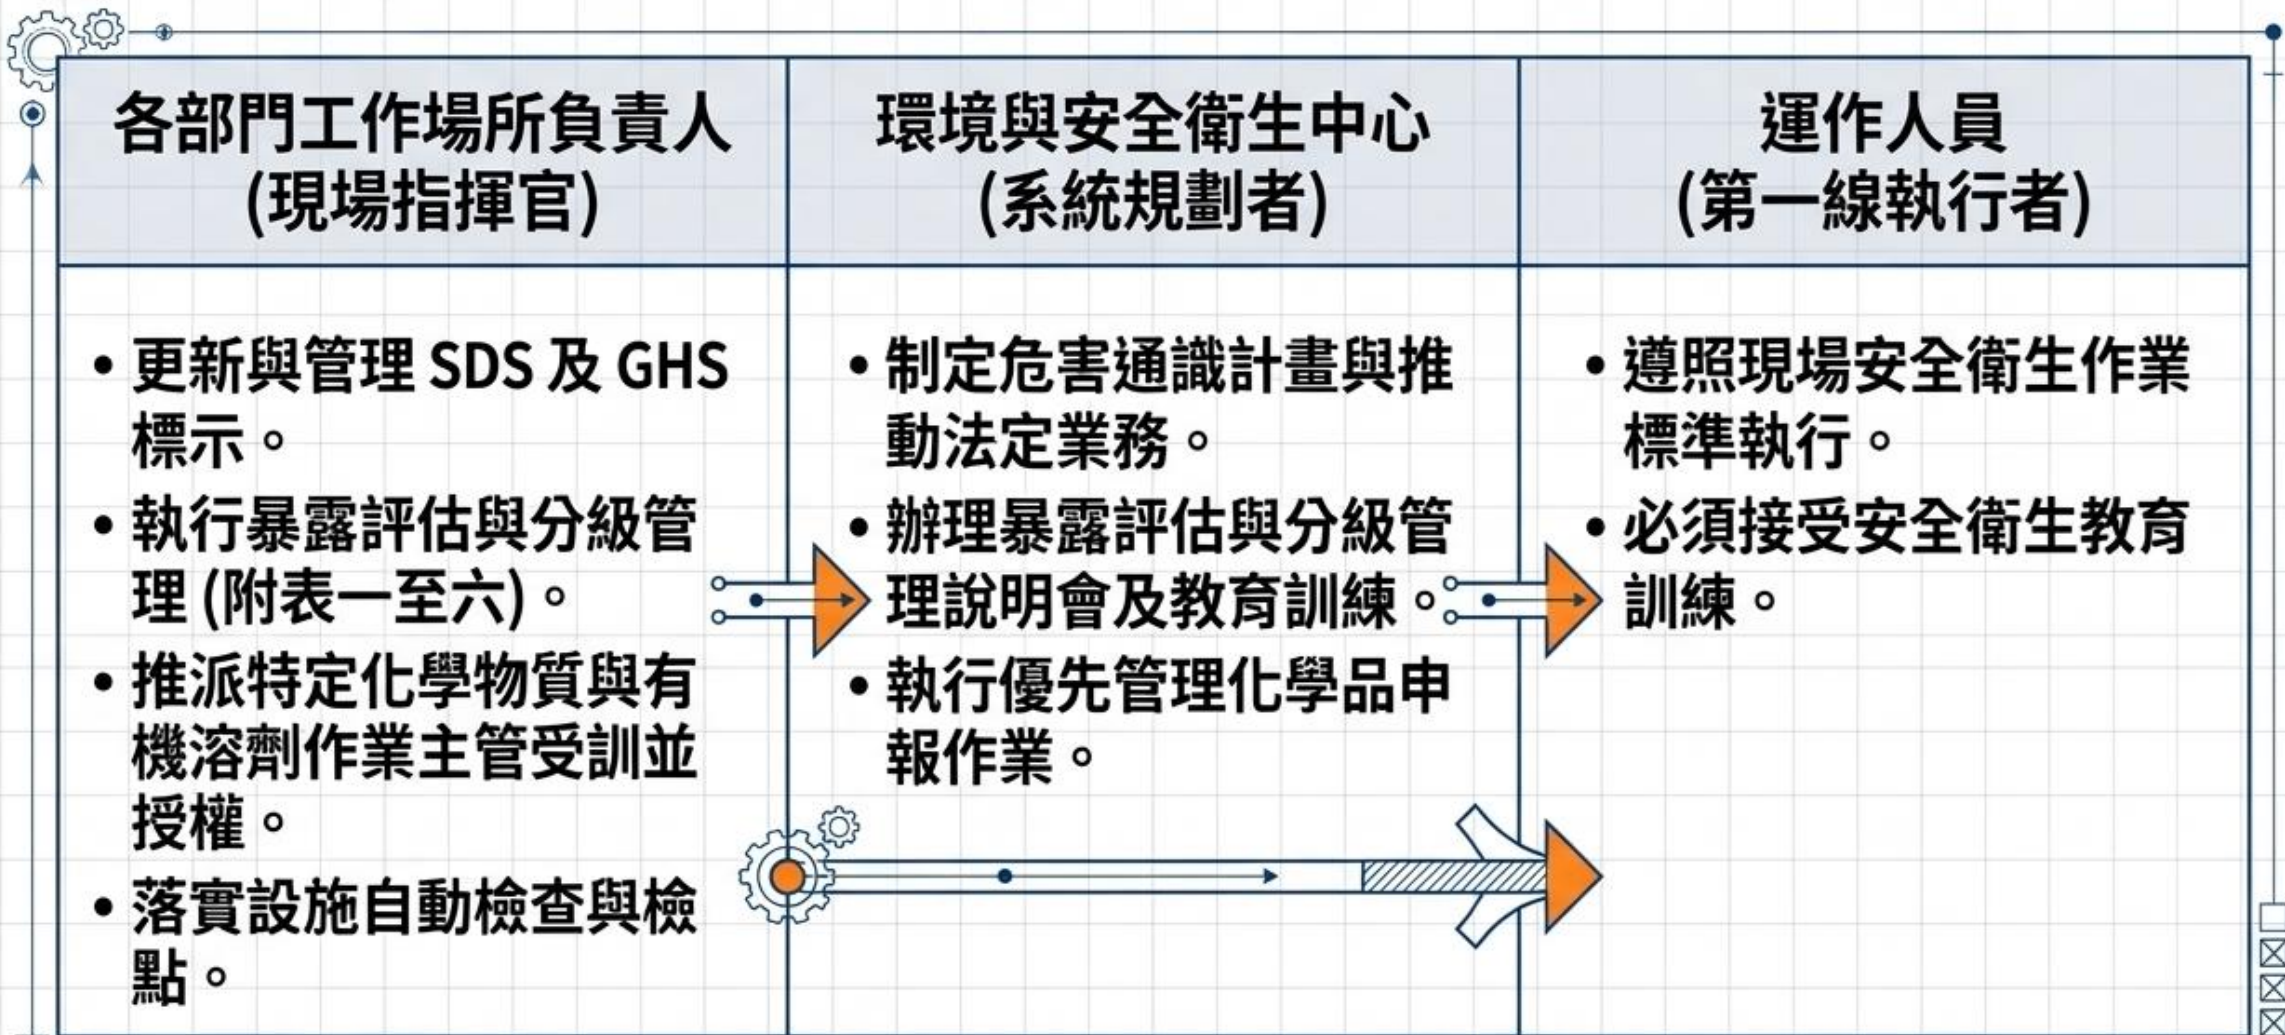 各部門工作場所負責人
(現場指揮官)
• 更新與管理 SDS 及 GHS
標示。
• 執行暴露評估與分級管
理 (附表一至六)。
• 推派特定化學物質與有
機溶劑作業主管受訓並
授權。
• 落實設施自動檢查與檢
點。
環境與安全衛生中心
(系統規劃者)
• 制定危害通識計畫與推
動法定業務。
• 辦理暴露評估與分級管
理說明會及教育訓練。
• 執行優先管理化學品申
報作業。
運作人員
(第一線執行者)
• 遵照現場安全衛生作業
標準執行。
• 必須接受安全衛生教育
訓練。